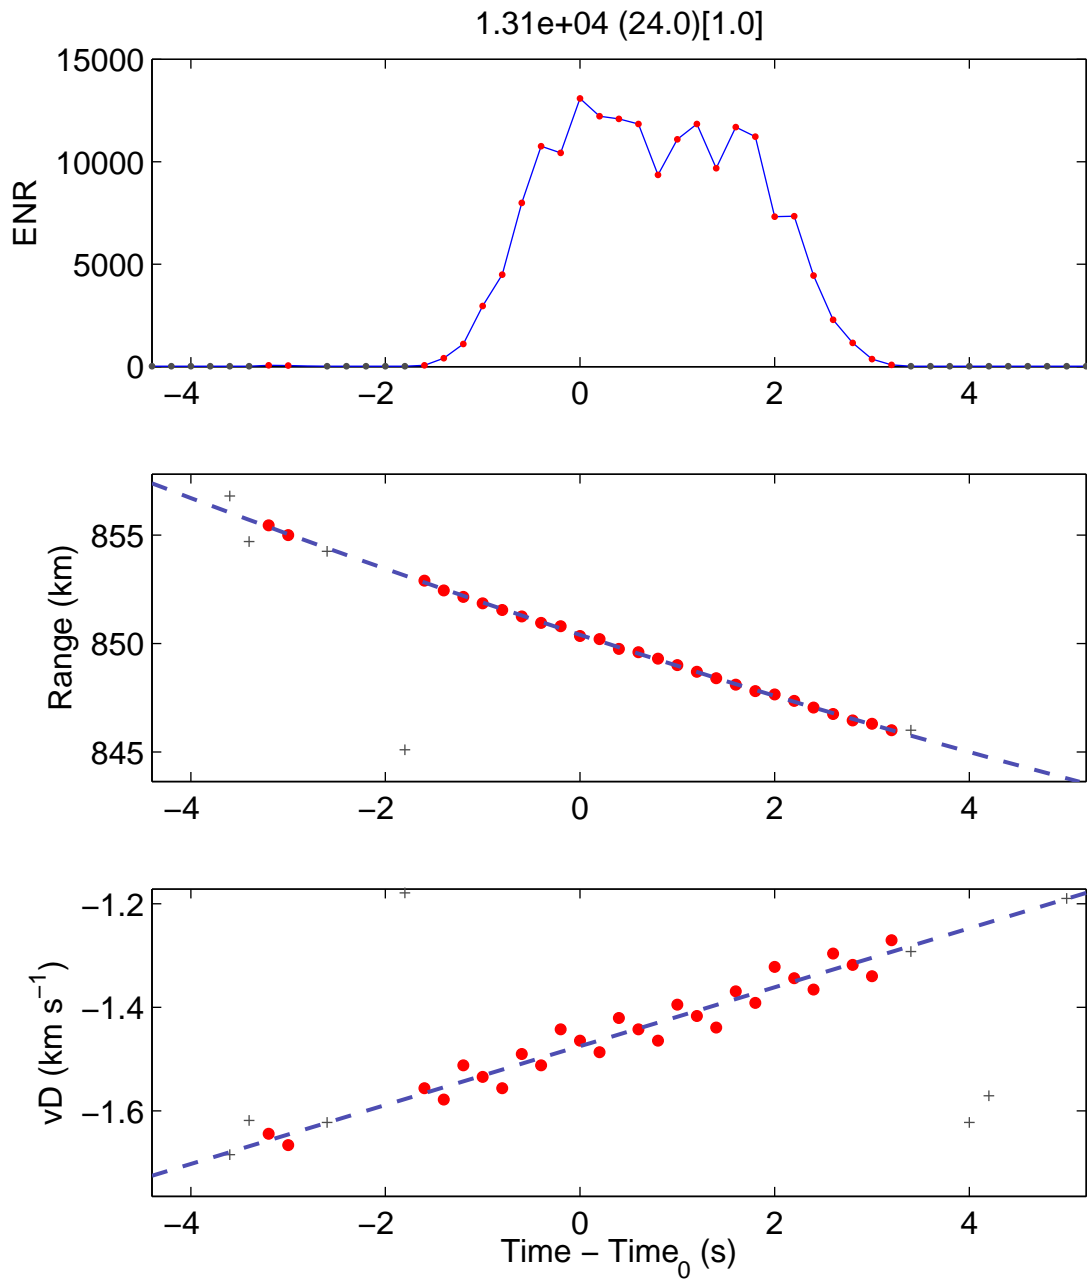 1.31e+04 (24.0)[1.0]
15000
10000
5000
0
ENR
−4 −2 0 2 4
855
850
845
Range (km)
−4 −2 0 2 4
−1.2
−1.4
−1.6
vD (km s−1)
−4 −2 0 2 4
Time − Time0 (s)